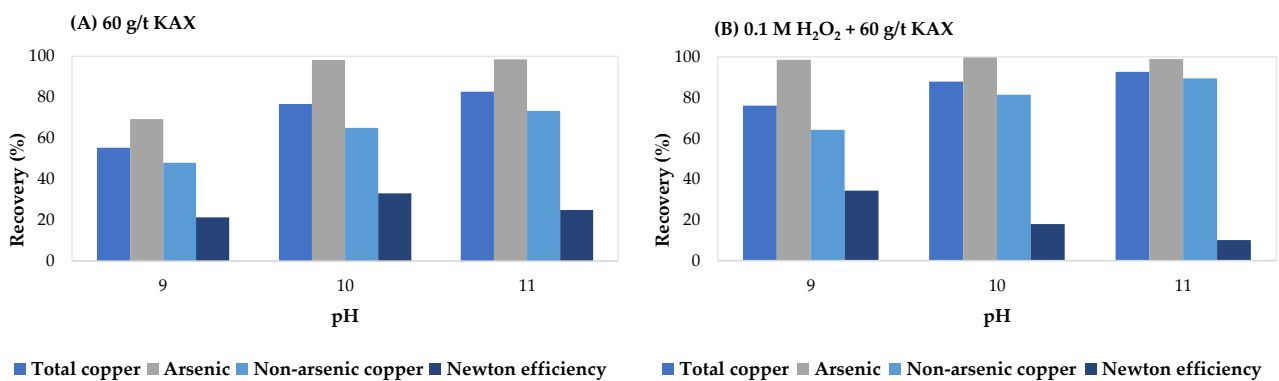 (A) 60 g/t KAX
100
80
60
40
20
0
Recovery (%)
9 10 11
pH
Total copper Arsenic Non-arsenic copper Newton efficiency
(B) 0.1 M H₂O₂ + 60 g/t KAX
100
80
60
40
20
0
Recovery (%)
9 10 11
pH
Total copper Arsenic Non-arsenic copper Newton efficiency